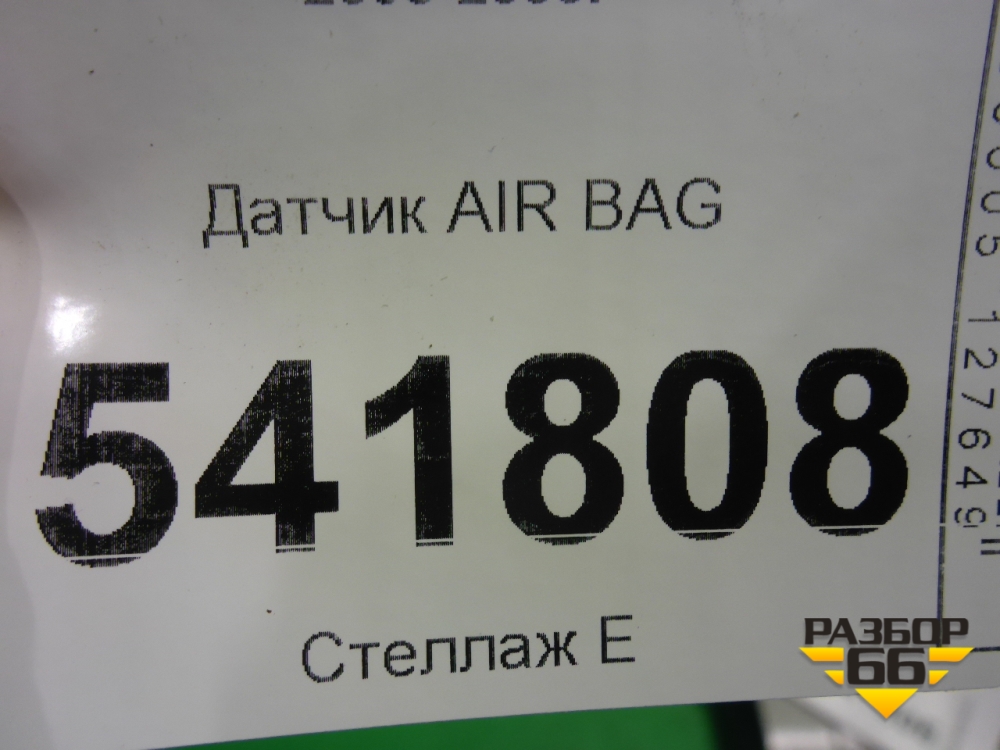 Датчик AIR BAG
541808
Стеллаж Е
РАЗБОР
66